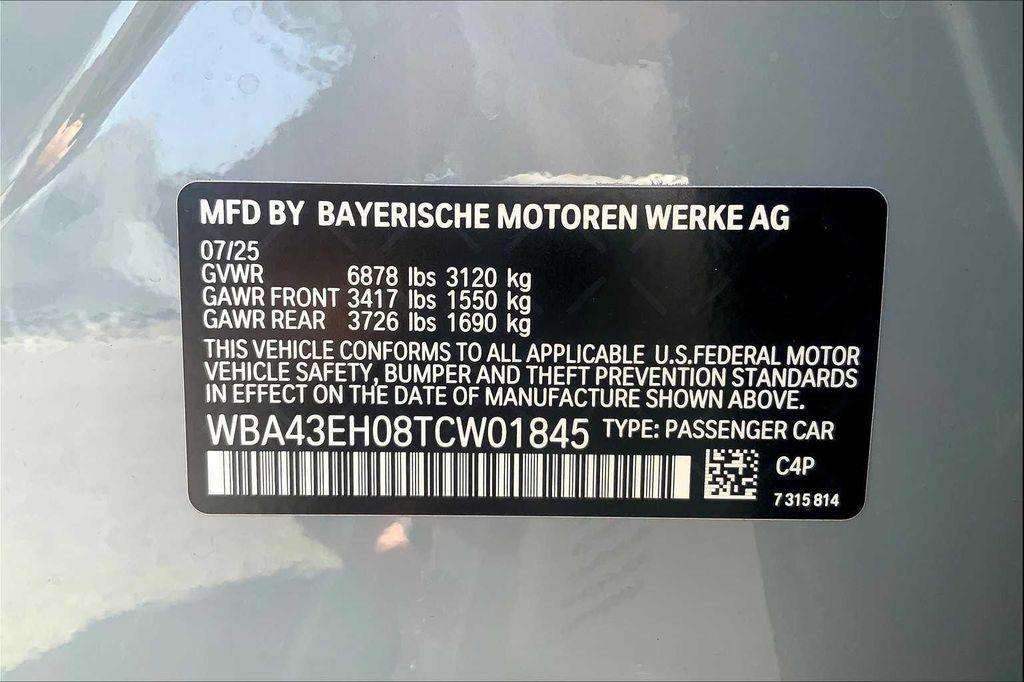 MFD BY BAYERISCHE MOTOREN WERKE AG
07/25
GVWR 6878 lbs 3120 kg
GAWR FRONT 3417 lbs 1550 kg
GAWR REAR 3726 lbs 1690 kg
THIS VEHICLE CONFORMS TO ALL APPLICABLE U.S.FEDERAL MOTOR
VEHICLE SAFETY, BUMPER AND THEFT PREVENTION STANDARDS
IN EFFECT ON THE DATE OF MANUFACTURE SHOWN ABOVE.
WBA43EH08TCW01845 TYPE: PASSENGER CAR
C4P
7 315 814